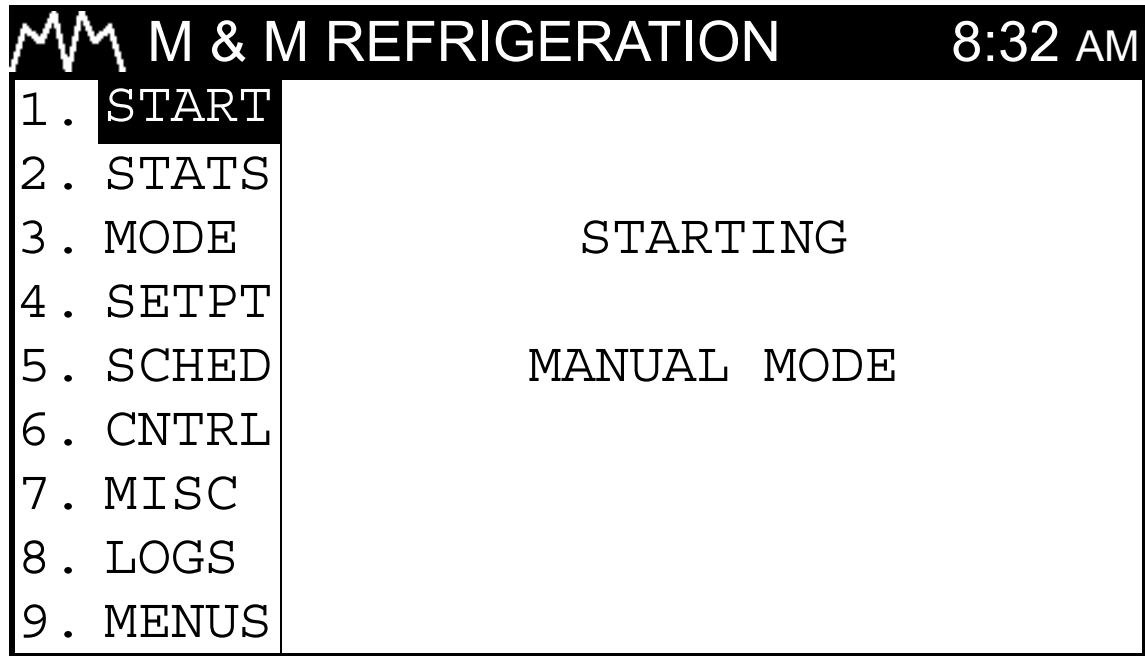 M & M REFRIGERATION 8:32 AM
1. START
2. STATS
3. MODE STARTING
4. SETPT
5. SCHED MANUAL MODE
6. CNTRL
7. MISC
8. LOGS
9. MENUS